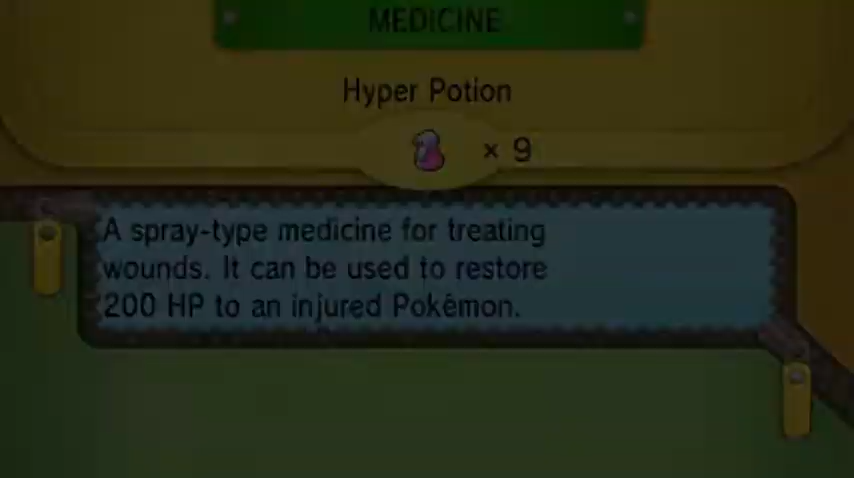 MEDICINE
Hyper Potion
× 9
A spray-type medicine for treating
wounds. It can be used to restore
200 HP to an injured Pokémon.